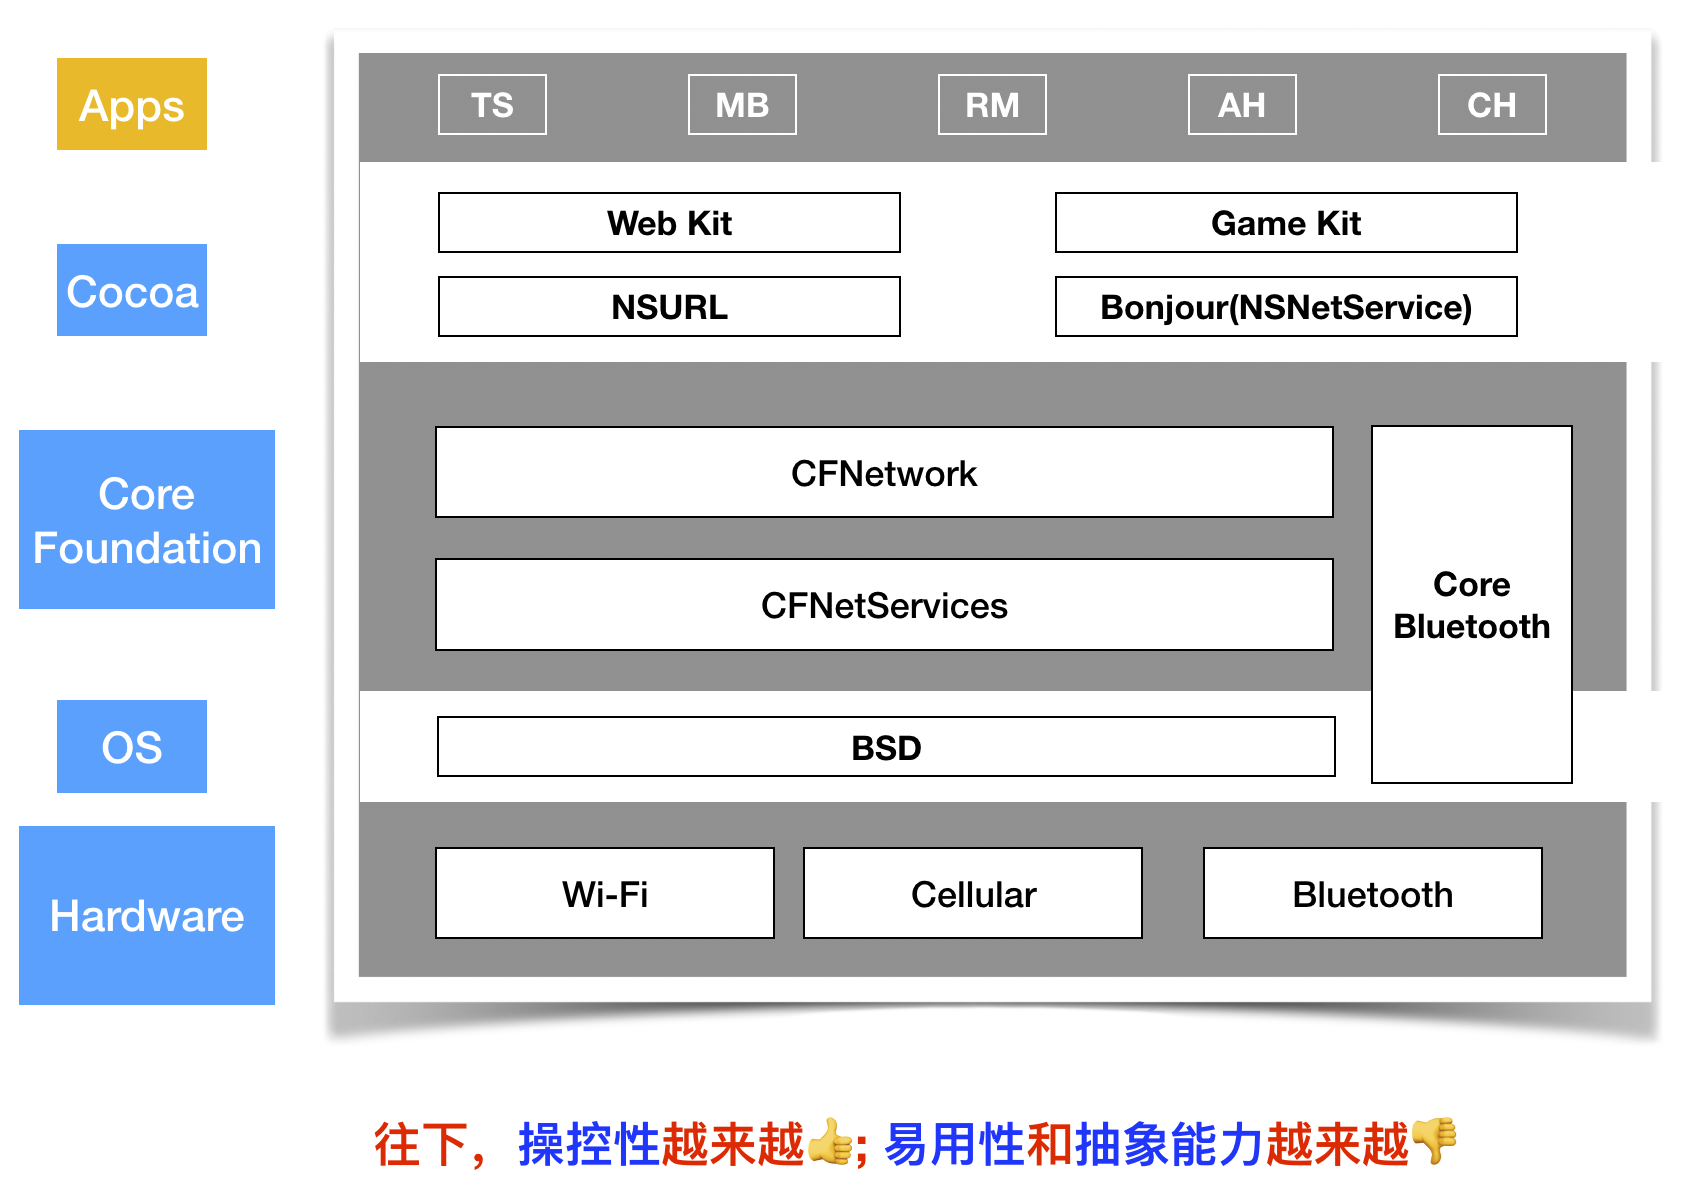 Apps
TS
MB
RM
AH
CH
Cocoa
Web Kit
Game Kit
NSURL
Bonjour(NSNetService)
Core
Foundation
CFNetwork
CFNetServices
Core
Bluetooth
OS
BSD
Hardware
Wi-Fi
Cellular
Bluetooth
往下，操控性越来越👍; 易用性和抽象能力越来越👎